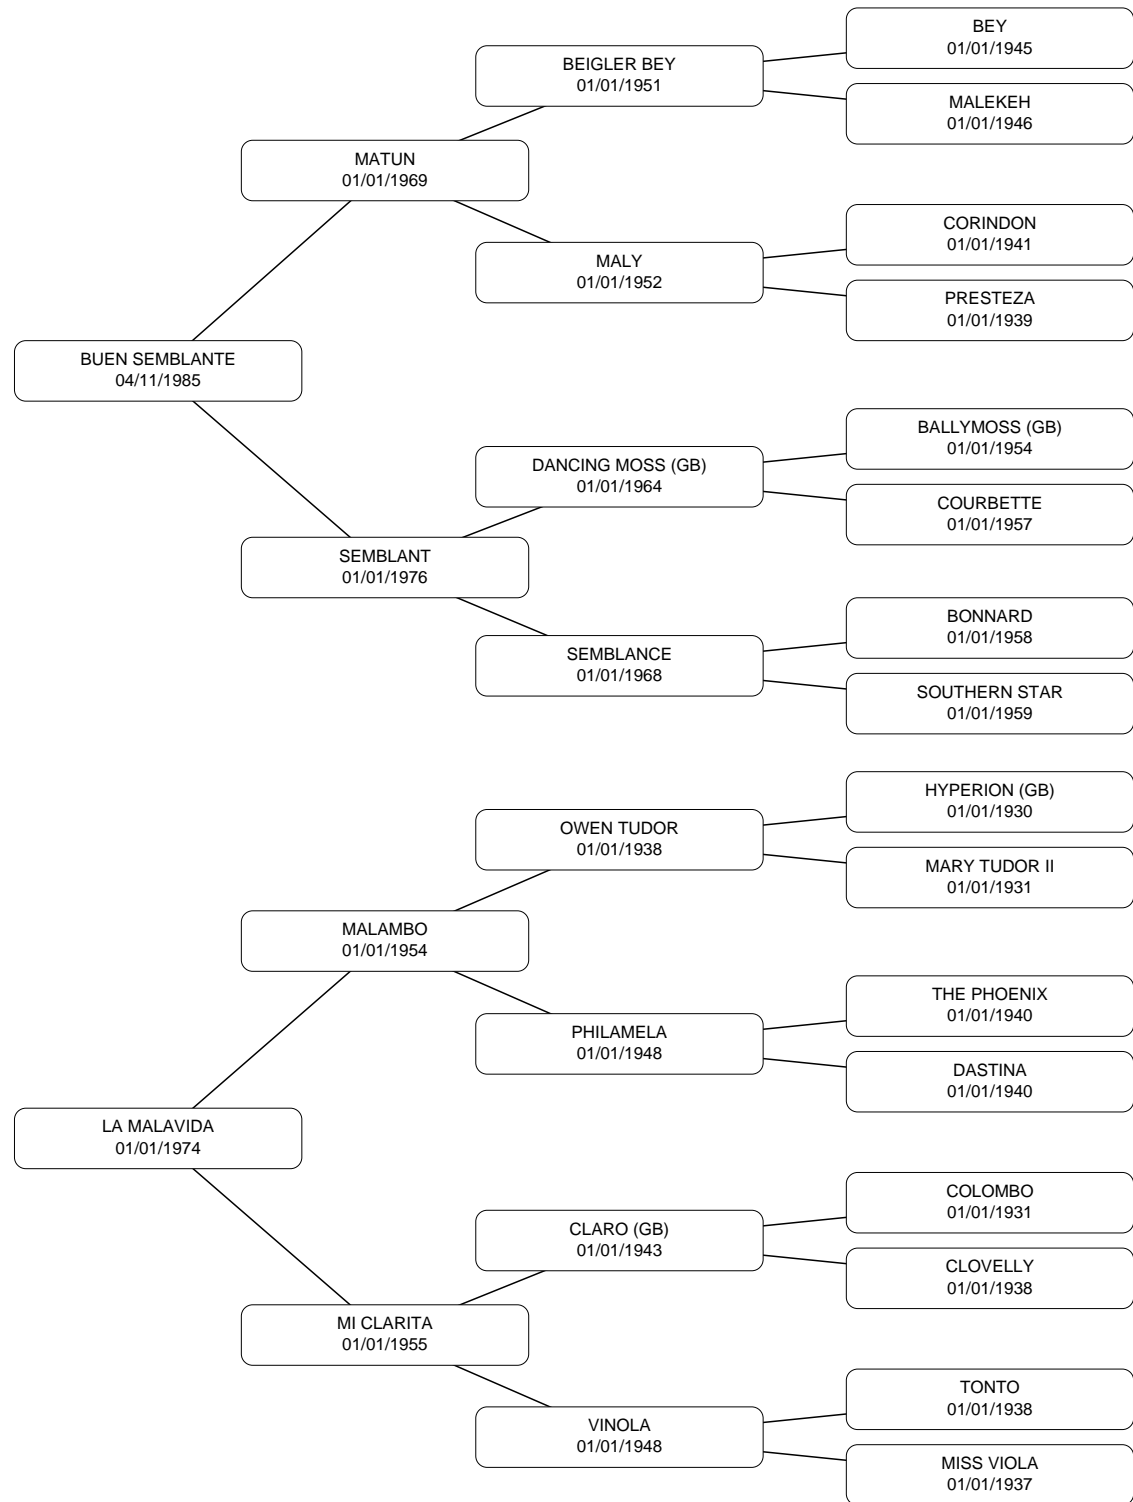 BEY
01/01/1945
BEIGLER BEY
01/01/1951
MALEKEH
01/01/1946
MATUN
01/01/1969
CORINDON
01/01/1941
MALY
01/01/1952
PRESTEZA
01/01/1939
BUEN SEMBLANTE
04/11/1985
BALLYMOSS (GB)
01/01/1954
DANCING MOSS (GB)
01/01/1964
COURBETTE
01/01/1957
SEMBLANT
01/01/1976
BONNARD
01/01/1958
SEMBLANCE
01/01/1968
SOUTHERN STAR
01/01/1959
HYPERION (GB)
01/01/1930
OWEN TUDOR
01/01/1938
MARY TUDOR II
01/01/1931
MALAMBO
01/01/1954
THE PHOENIX
01/01/1940
PHILAMELA
01/01/1948
DASTINA
01/01/1940
LA MALAVIDA
01/01/1974
COLOMBO
01/01/1931
CLARO (GB)
01/01/1943
CLOVELLY
01/01/1938
MI CLARITA
01/01/1955
TONTO
01/01/1938
VINOLA
01/01/1948
MISS VIOLA
01/01/1937